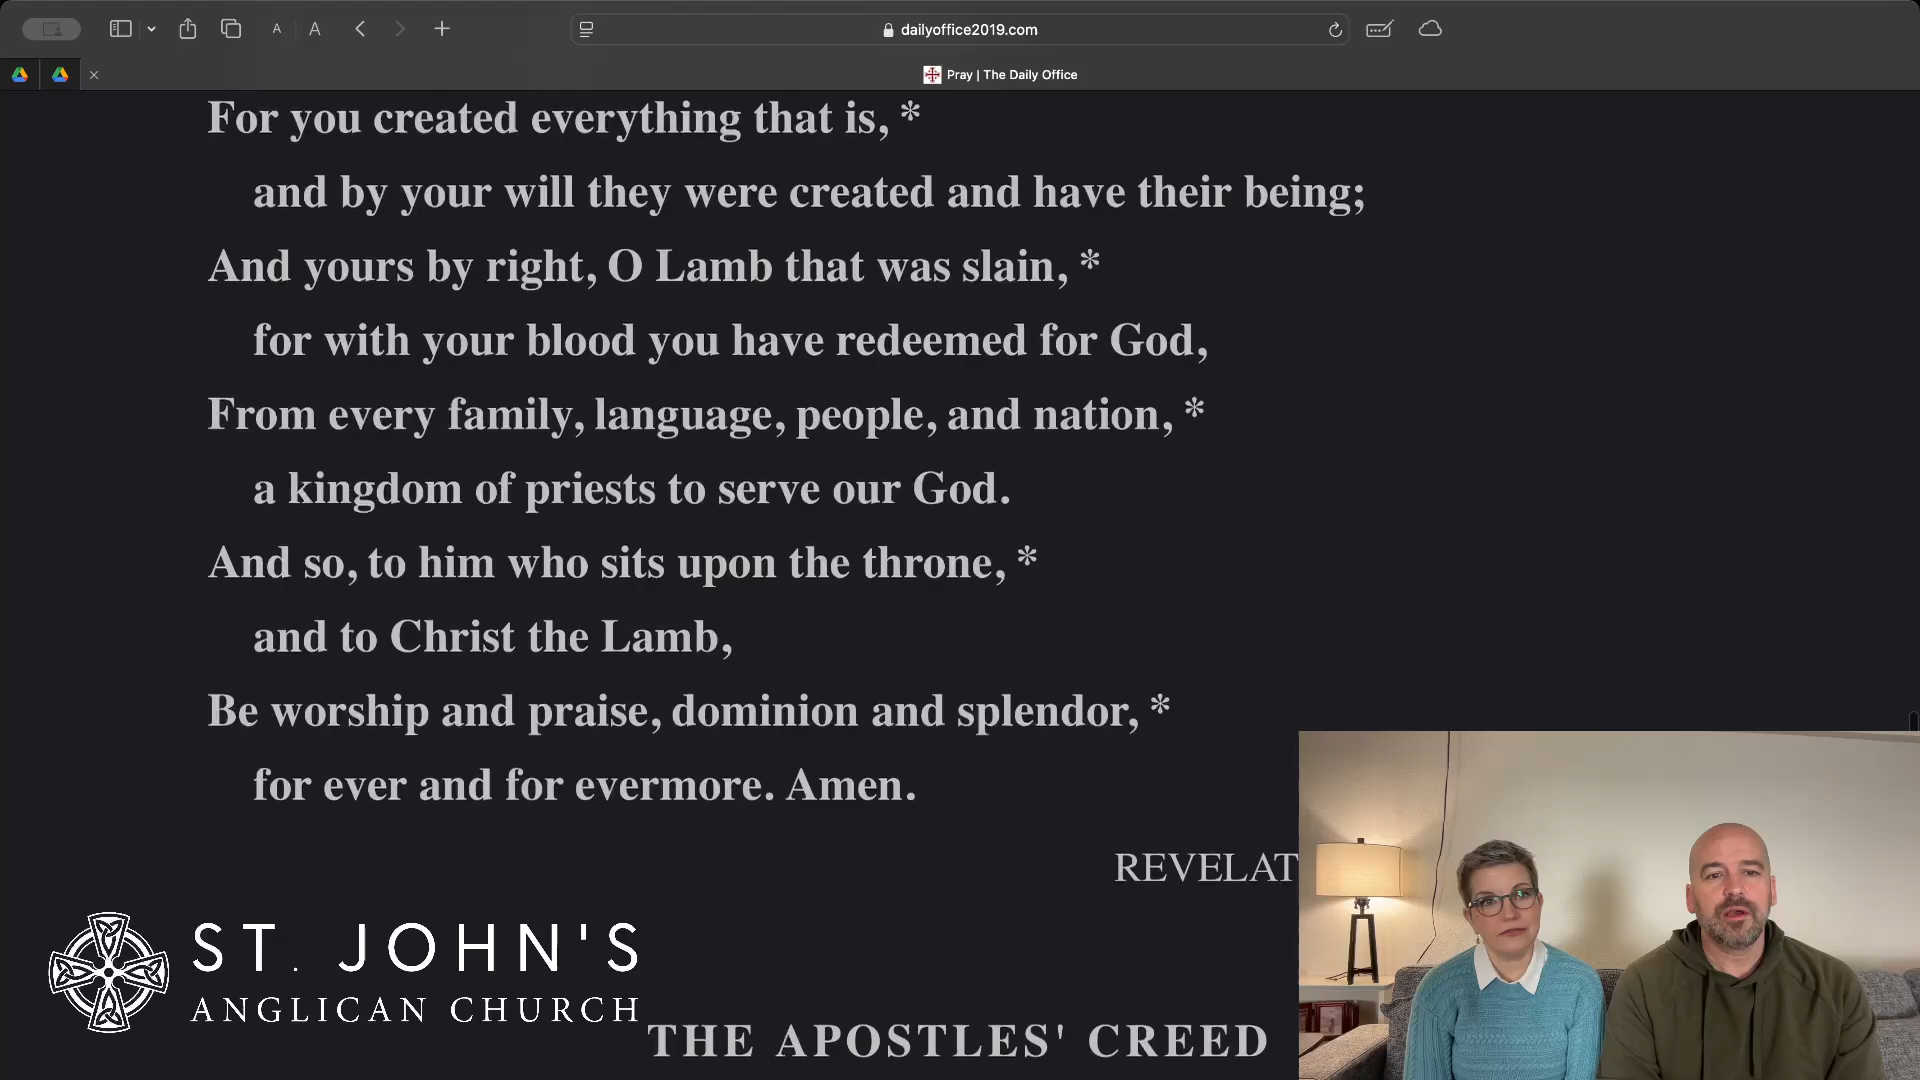 A A
dailyoffice2019.com
Pray | The Daily Office
For you created everything that is, *
and by your will they were created and have their being;
And yours by right, O Lamb that was slain, *
for with your blood you have redeemed for God,
From every family, language, people, and nation, *
a kingdom of priests to serve our God.
And so, to him who sits upon the throne, *
and to Christ the Lamb,
Be worship and praise, dominion and splendor, *
for ever and for evermore. Amen.
REVELAT
ST. JOHN'S
ANGLICAN CHURCH
THE APOSTLES' CREED